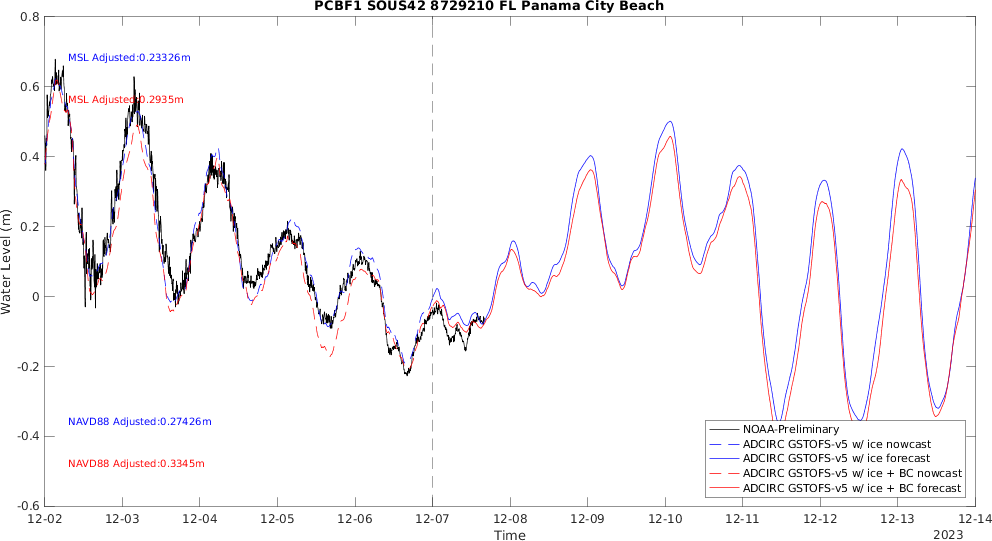 PCBF1 SOUS42 8729210 FL Panama City Beach
0.8
0.6
0.4
0.2
0
-0.2
-0.4
-0.6
Water Level (m)
MSL Adjusted:0.23326m
MSL Adjusted:0.2935m
NAVD88 Adjusted:0.27426m
NAVD88 Adjusted:0.3345m
NOAA-Preliminary
ADCIRC GSTOFS-v5 w/ ice nowcast
ADCIRC GSTOFS-v5 w/ ice forecast
ADCIRC GSTOFS-v5 w/ ice + BC nowcast
ADCIRC GSTOFS-v5 w/ ice + BC forecast
12-02 12-03 12-04 12-05 12-06 12-07 12-08 12-09 12-10 12-11 12-12 12-13 12-14
Time
2023